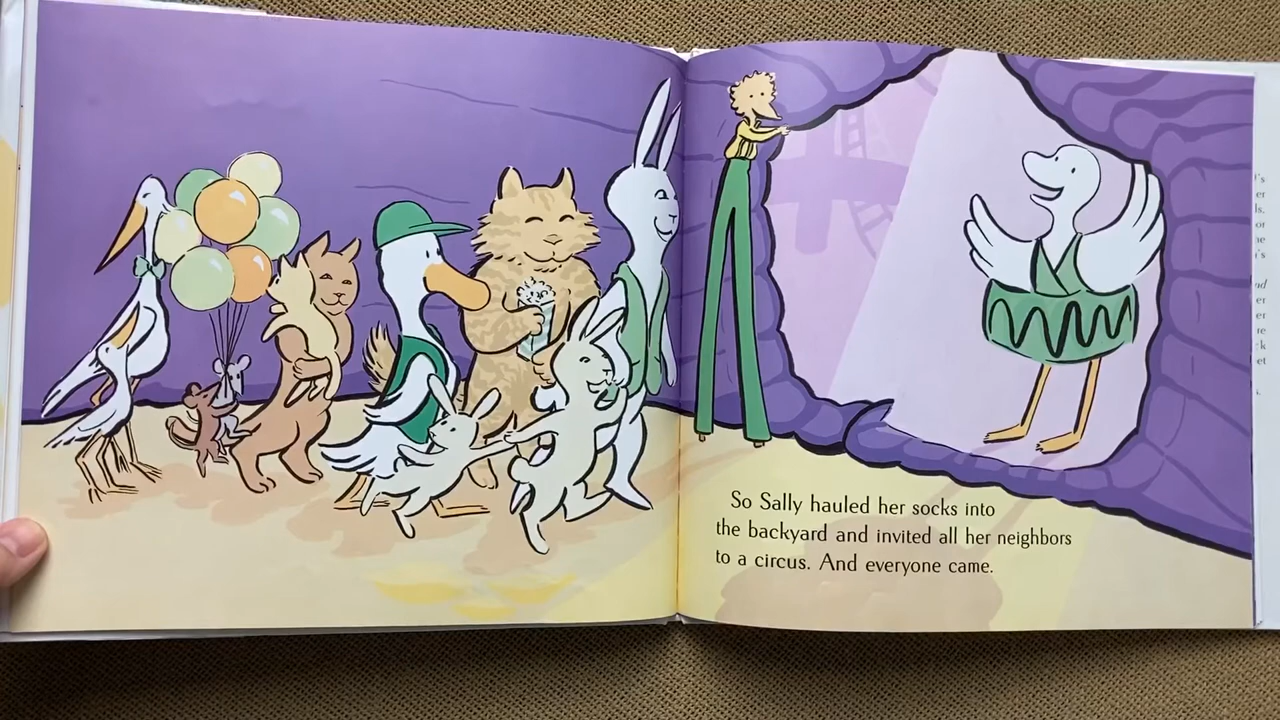 So Sally hauled her socks into
the backyard and invited all her neighbors
to a circus. And everyone came.